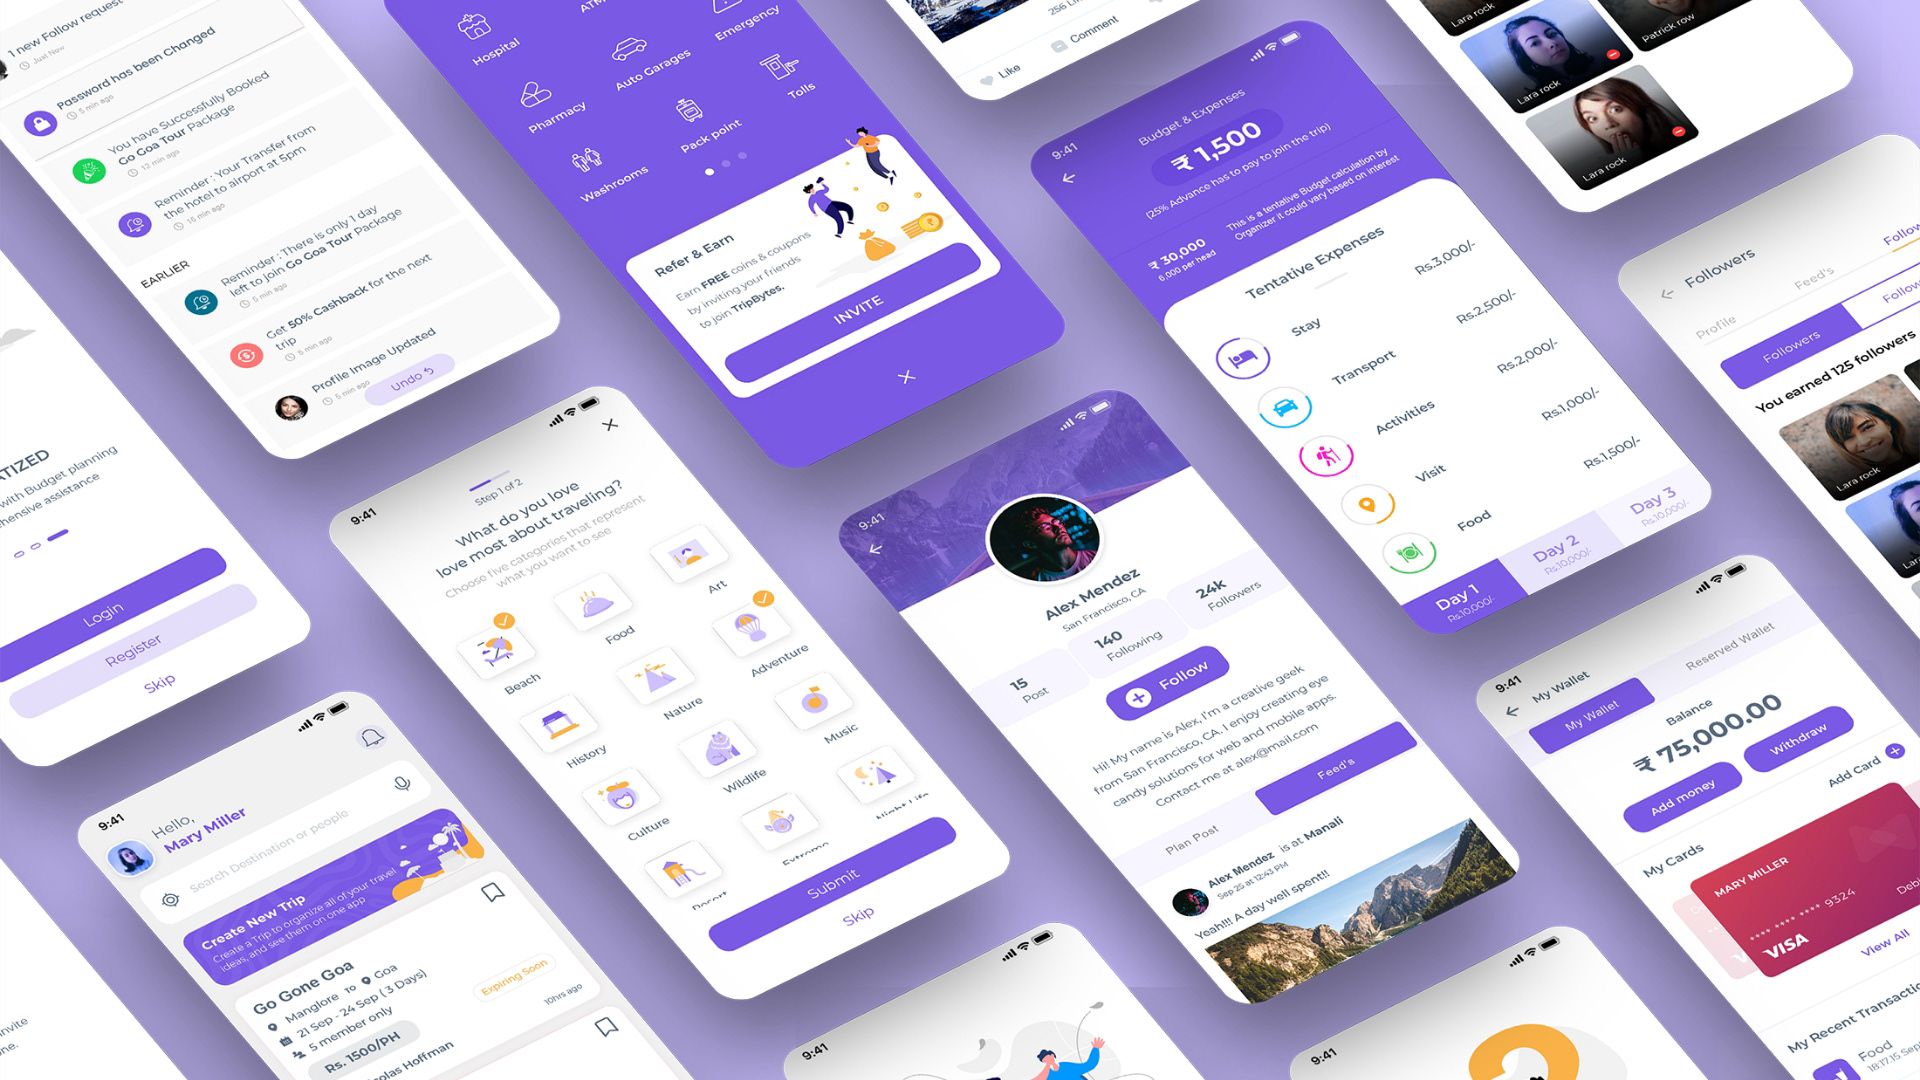 1 new Follow request
Just Now
Password has been Changed
5 min ago
You have Successfully Booked
Go Goa Tour Package
12 min ago
Reminder : Your Transfer from
the hotel to airport at 5pm
16 min ago
EARLIER
Reminder : There is only 1 day
left to join Go Goa Tour Package
5 min ago
Get 50% Cashback for the next
trip
5 min ago
Profile Image Updated
5 min ago
Undo
Hospital
ATM
Emergency
Pharmacy
Auto Garages
Tolls
Washrooms
Pack point
Refer & Earn
Earn FREE coins & coupons
by inviting your friends
to join TripBytes.
INVITE
256 Li
Like
Comment
9:41
Budget & Expenses
₹ 1,500
(25% Advance has to pay to join the trip)
₹ 30,000
6,000 per head
This is a tentative Budget calculation by
Organizer it could vary based on interest
Tentative Expenses
Stay
Rs.3,000/-
Transport
Rs.2,500/-
Activities
Rs.2,000/-
Visit
Rs.1,000/-
Food
Rs.1,500/-
Day 1
Rs.10,000/-
Day 2
Rs.10,000/-
Day 3
Rs.10,000/-
Lara rock
Patrick row
Lara rock
Lara rock
Followers
Profile
Feed's
Follow
Followers
Follow
You earned 125 followers
Lara rock
Lar
ATIZED
with Budget planning
hensive assistance
Login
Register
Skip
9:41
Step 1 of 2
What do you love
love most about traveling?
Choose five categories that represent
what you want to see
Beach
Food
Art
History
Nature
Adventure
Culture
Wildlife
Music
Resort
Extreme
Night Life
Submit
Skip
9:41
Alex Mendez
San Francisco, CA
15
Post
140
Following
24k
Followers
Follow
Hi! My name is Alex, I'm a creative geek
from San Francisco, CA. I enjoy creating eye
candy solutions for web and mobile apps.
Contact me at alex@mail.com
Plan Post
Feed's
Alex Mendez is at Manali
Sep 25 at 12:43 PM
Yeah!!! A day well spent!!
9:41
My Wallet
My Wallet
Reserved Wallet
Balance
₹ 75,000.00
Add money
Withdraw
Add Card
My Cards
MARY MILLER
**** **** **** 9324
Debi
VISA
View All
My Recent Transactio
Food
18:17.15 Sep
9:41
Hello,
Mary Miller
Search Destination or people
Create New Trip
Create a Trip to organize all of your travel
ideas, and see them on one app
Go Gone Goa
Manglore To Goa
21 Sep - 24 Sep ( 3 Days)
5 member only
Rs. 1500/PH
Expiring Soon
10hrs ago
colas Hoffman
nvite
ne.
9:41
9:41